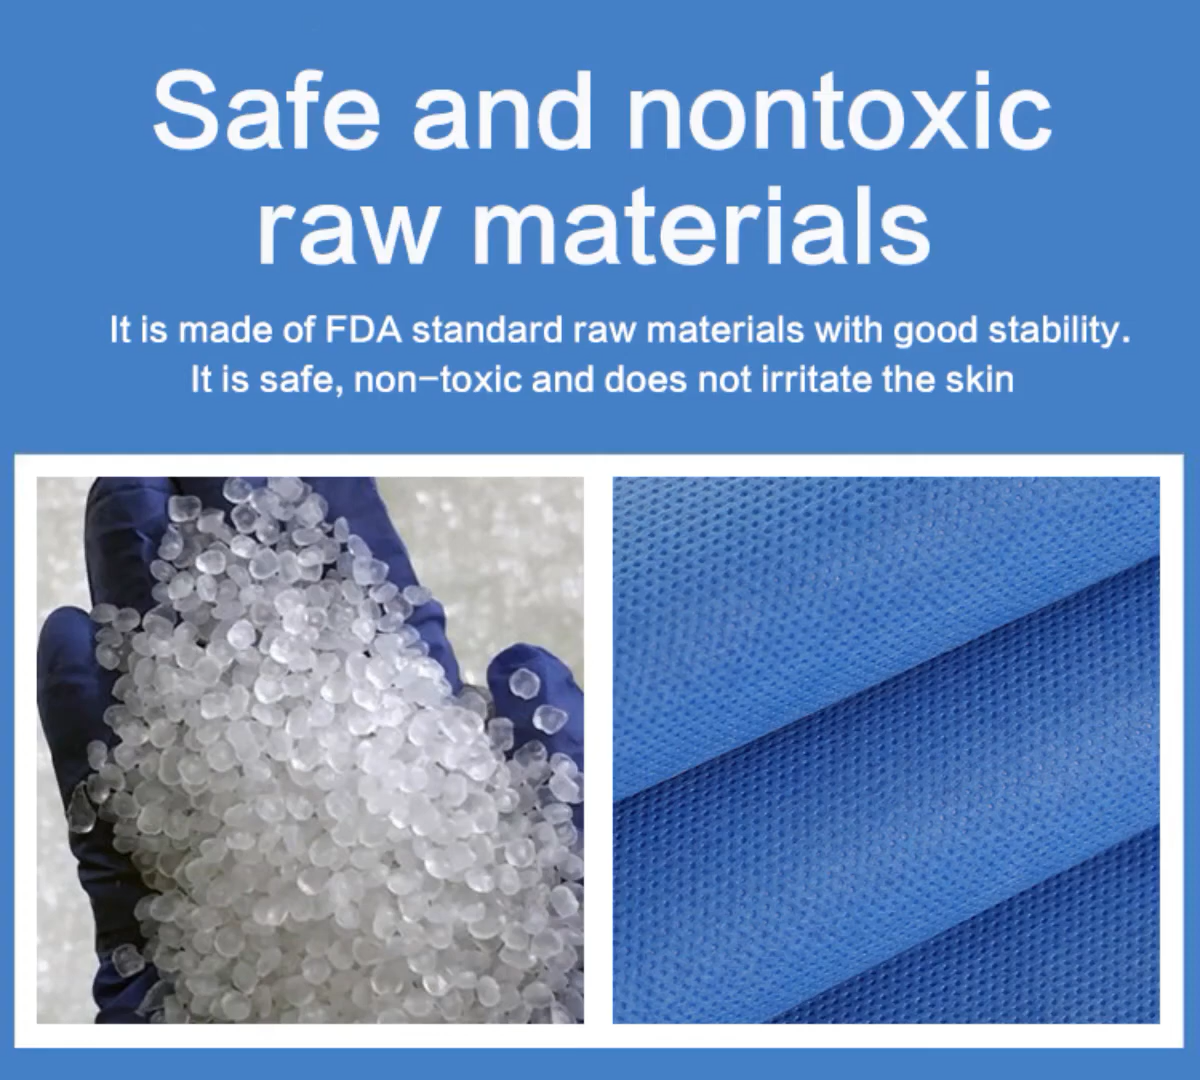 Safe and nontoxic
raw materials
It is made of FDA standard raw materials with good stability.
It is safe, non-toxic and does not irritate the skin